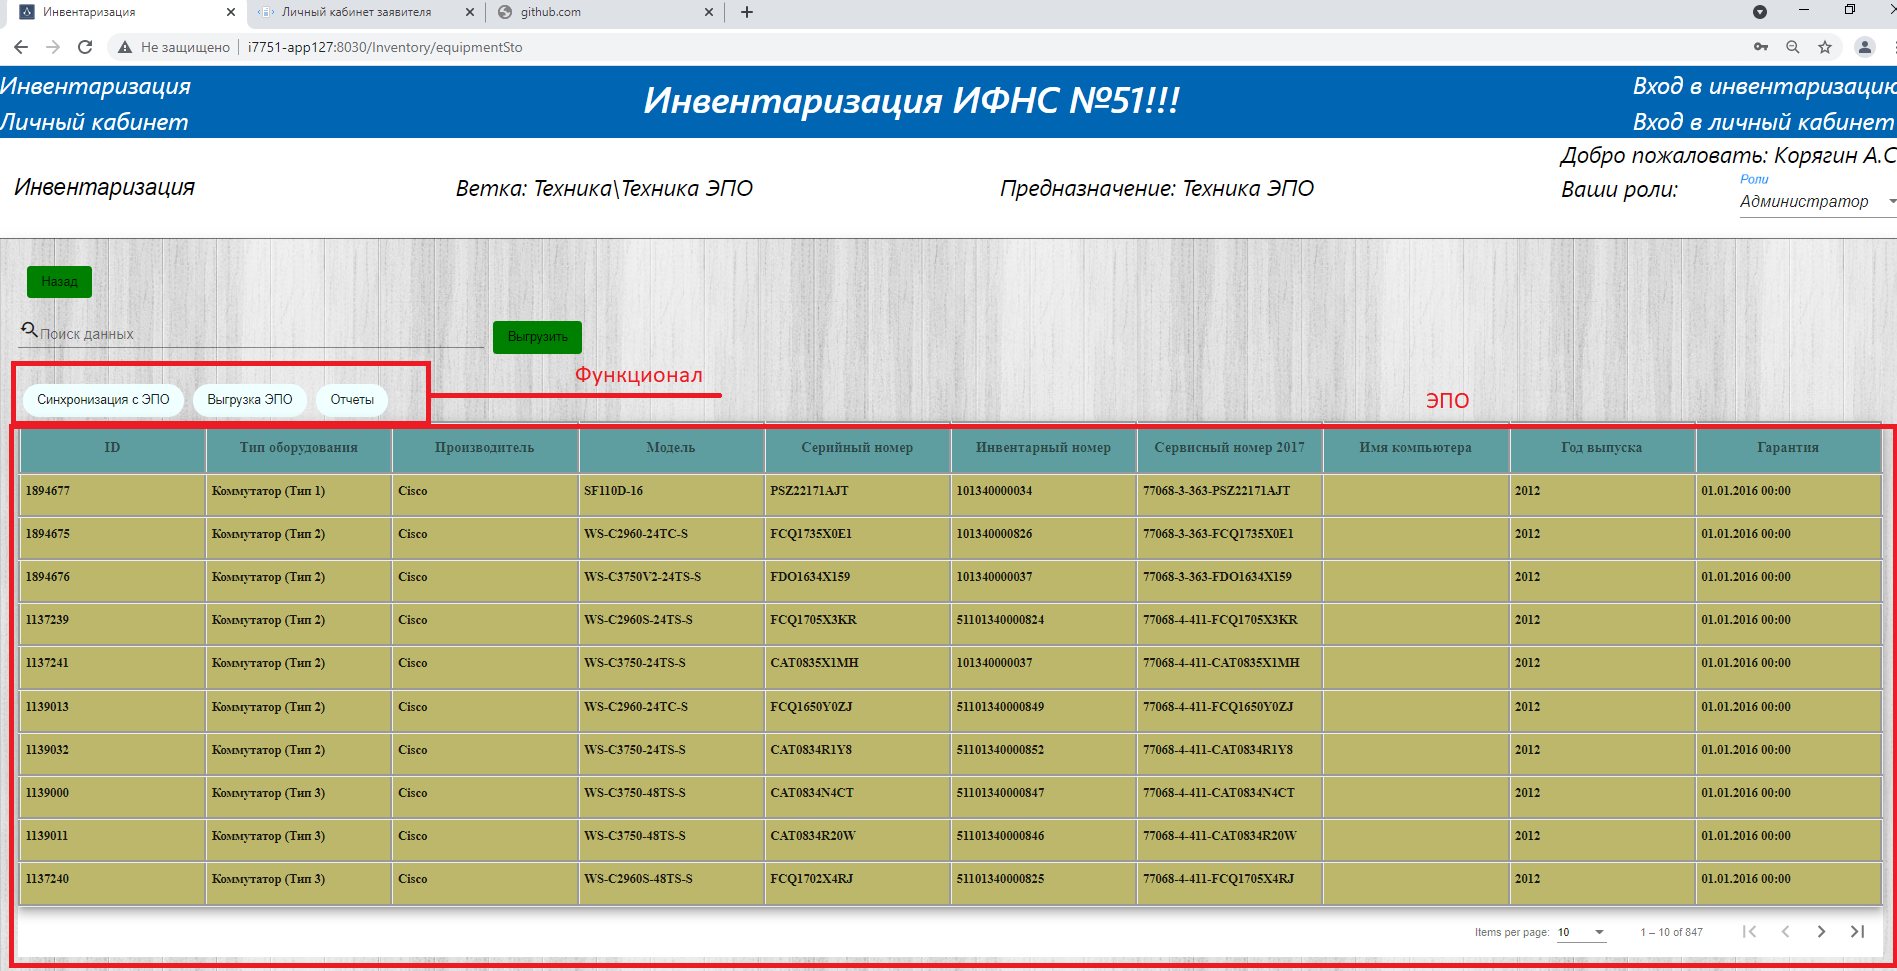 Инвентаризация
Личный кабинет заявителя
github.com
Не защищено
i7751-app127:8030/Inventory/equipmentSto
Инвентаризация
Личный кабинет
Инвентаризация ИФНС №51!!!
Вход в инвентаризацию
Вход в личный кабинет
Добро пожаловать: Корягин А.С
Инвентаризация
Ветка: Техника\Техника ЭПО
Предназначение: Техника ЭПО
Ваши роли:
Роли
Администратор
Назад
Поиск данных
Выгрузить
Функционал
Синхронизация с ЭПО Выгрузка ЭПО Отчеты
ЭПО
ID Тип оборудования Производитель Модель Серийный номер Инвентарный номер Сервисный номер 2017 Имя компьютера Год выпуска Гарантия
1894677 Коммутатор (Тип 1) Cisco SF110D-16 PSZ22171AJT 101340000034 77068-3-363-PSZ22171AJT 2012 01.01.2016 00:00
1894675 Коммутатор (Тип 2) Cisco WS-C2960-24TC-S FCQ1735X0E1 101340000826 77068-3-363-FCQ1735X0E1 2012 01.01.2016 00:00
1894676 Коммутатор (Тип 2) Cisco WS-C3750V2-24TS-S FDO1634X159 101340000037 77068-3-363-FDO1634X159 2012 01.01.2016 00:00
1137239 Коммутатор (Тип 2) Cisco WS-C2960S-24TS-S FCQ1705X3KR 51101340000824 77068-4-411-FCQ1705X3KR 2012 01.01.2016 00:00
1137241 Коммутатор (Тип 2) Cisco WS-C3750-24TS-S CAT0835X1MH 101340000037 77068-4-411-CAT0835X1MH 2012 01.01.2016 00:00
1139013 Коммутатор (Тип 2) Cisco WS-C2960-24TC-S FCQ1650Y0ZJ 51101340000849 77068-4-411-FCQ1650Y0ZJ 2012 01.01.2016 00:00
1139032 Коммутатор (Тип 2) Cisco WS-C3750-24TS-S CAT0834R1Y8 51101340000852 77068-4-411-CAT0834R1Y8 2012 01.01.2016 00:00
1139000 Коммутатор (Тип 3) Cisco WS-C3750-48TS-S CAT0834N4CT 51101340000847 77068-4-411-CAT0834N4CT 2012 01.01.2016 00:00
1139011 Коммутатор (Тип 3) Cisco WS-C3750-48TS-S CAT0834R20W 51101340000846 77068-4-411-CAT0834R20W 2012 01.01.2016 00:00
1137240 Коммутатор (Тип 3) Cisco WS-C2960S-48TS-S FCQ1702X4RJ 51101340000825 77068-4-411-FCQ1705X4RJ 2012 01.01.2016 00:00
Items per page: 10 1 – 10 of 847